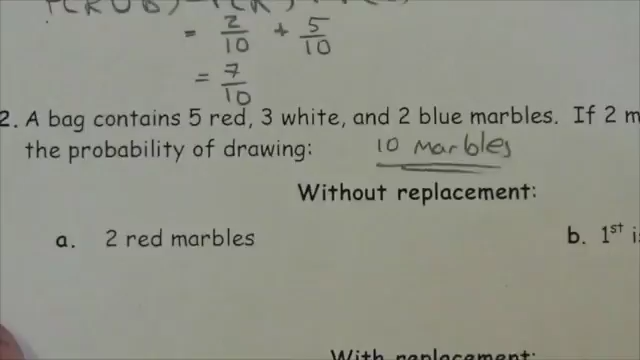 = 2/10 + 5/10
= 7/10
2. A bag contains 5 red, 3 white, and 2 blue marbles. If 2 m
the probability of drawing: 10 marbles
Without replacement:
a. 2 red marbles b. 1st i
With replacement: